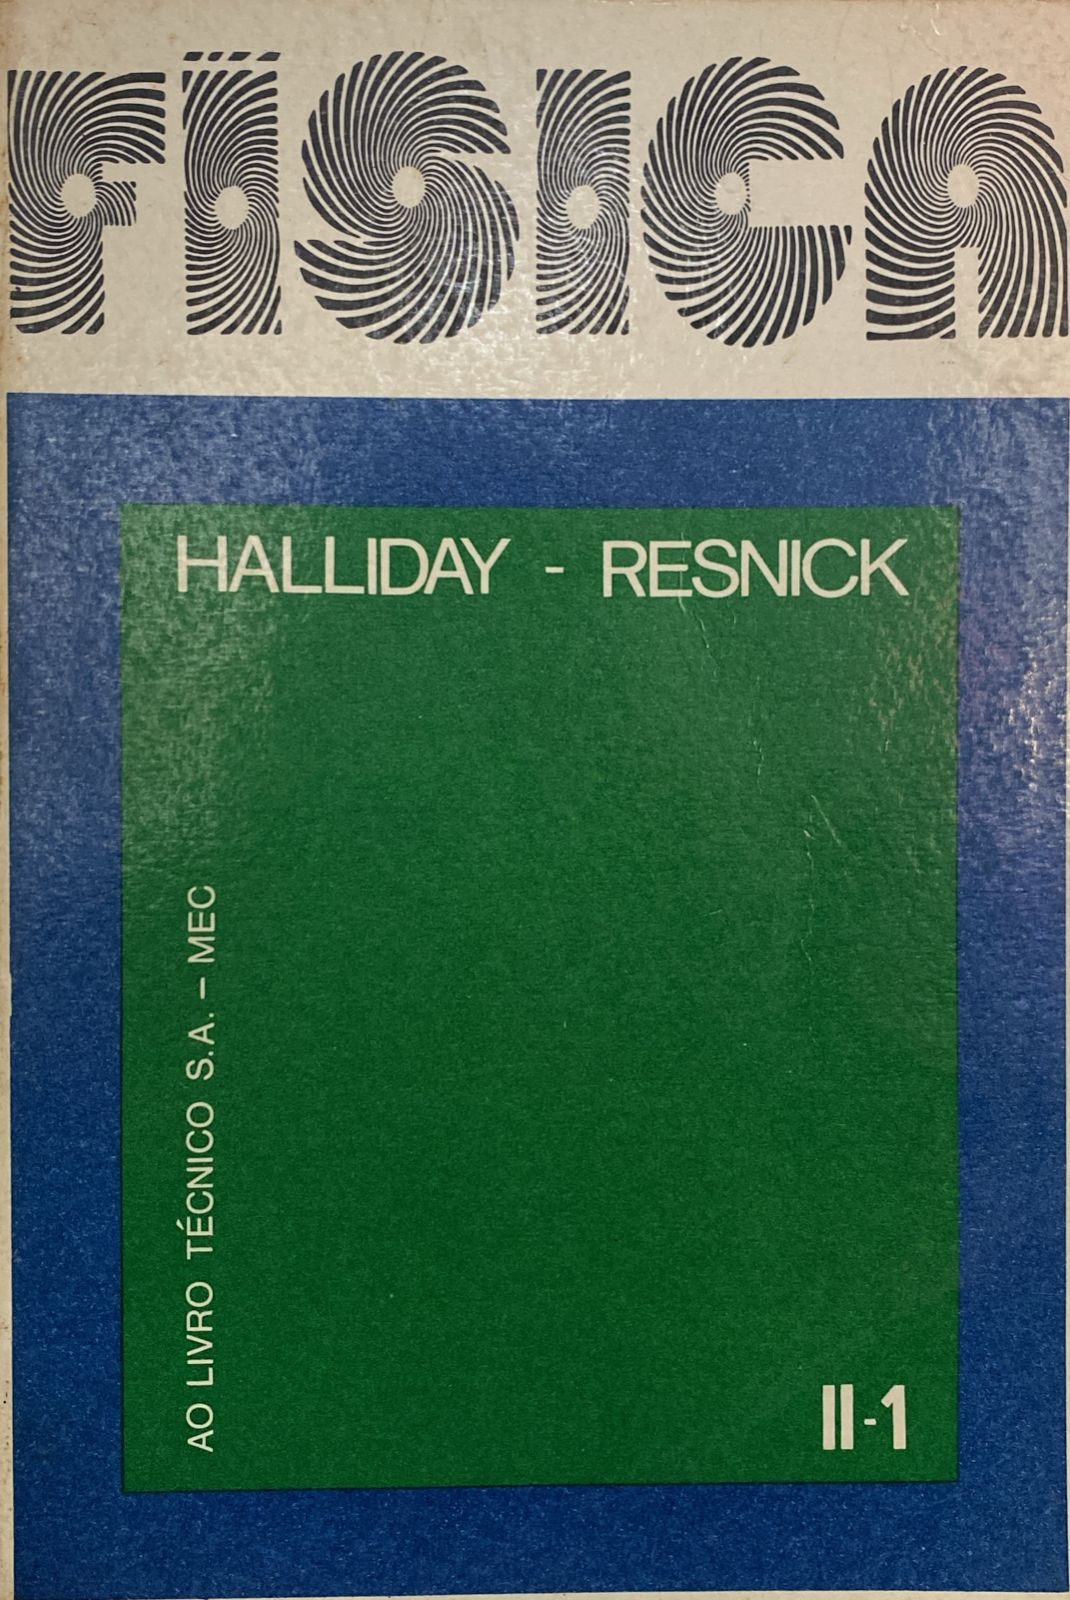 FÍSICA
HALLIDAY - RESNICK
AO LIVRO TÉCNICO S.A. – MEC
II-1